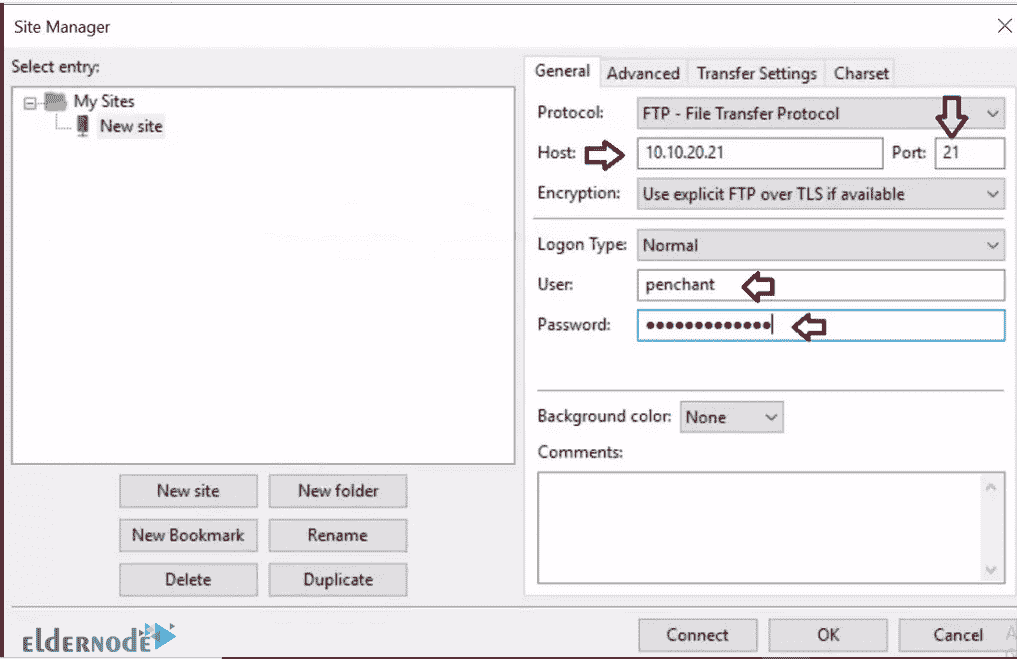 Site Manager
Select entry:
My Sites
New site
General Advanced Transfer Settings Charset
Protocol: FTP - File Transfer Protocol
Host: 10.10.20.21 Port: 21
Encryption: Use explicit FTP over TLS if available
Logon Type: Normal
User: penchant
Password: •••••••••••••
Background color: None
Comments:
New site New folder
New Bookmark Rename
Delete Duplicate
ELDERNODE
Connect OK Cancel